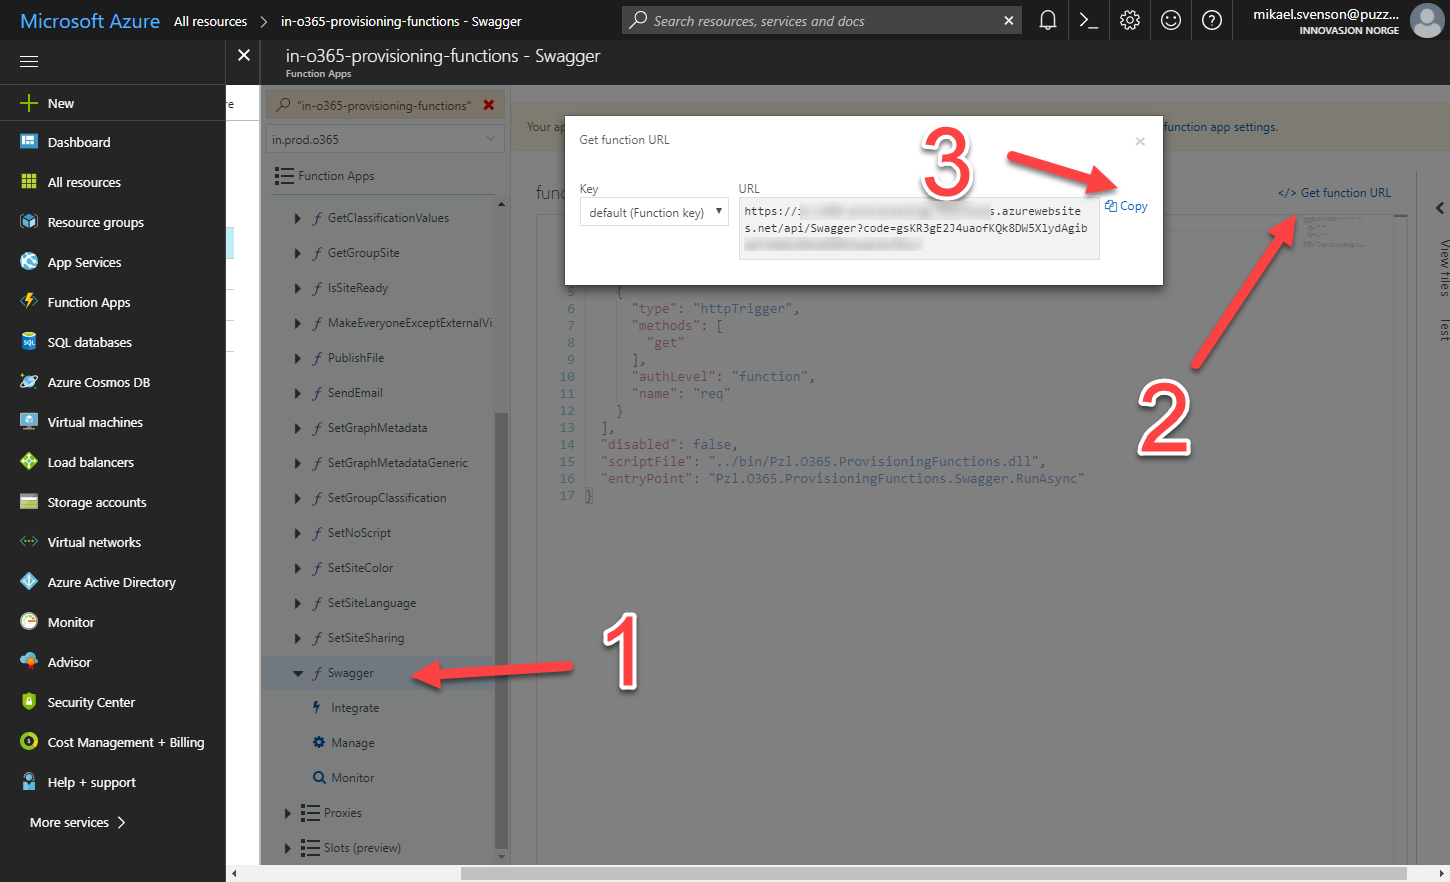 Microsoft Azure All resources > in-o365-provisioning-functions - Swagger
Search resources, services and docs
mikael.svenson@puzz...
INNOVASJON NORGE
in-o365-provisioning-functions - Swagger
Function Apps
New
Dashboard
All resources
Resource groups
App Services
Function Apps
SQL databases
Azure Cosmos DB
Virtual machines
Load balancers
Storage accounts
Virtual networks
Azure Active Directory
Monitor
Advisor
Security Center
Cost Management + Billing
Help + support
More services
"in-o365-provisioning-functions"
in.prod.o365
Function Apps
GetClassificationValues
GetGroupSite
IsSiteReady
MakeEveryoneExceptExternalVi
PublishFile
SendEmail
SetGraphMetadata
SetGraphMetadataGeneric
SetGroupClassification
SetNoScript
SetSiteColor
SetSiteLanguage
SetSiteSharing
Swagger
Integrate
Manage
Monitor
Proxies
Slots (preview)
Your ap
function app settings.
func
</> Get function URL
Get function URL
Key
default (Function key)
URL
https://i s.azurewebsite
s.net/api/Swagger?code=gsKR3gE2J4uaofKQk8DW5XlydAgib
Copy
3
2
1
5 {
6 "type": "httpTrigger",
7 "methods": [
8 "get"
9 ],
10 "authLevel": "function",
11 "name": "req"
12 }
13 ],
14 "disabled": false,
15 "scriptFile": "../bin/Pzl.O365.ProvisioningFunctions.dll",
16 "entryPoint": "Pzl.O365.ProvisioningFunctions.Swagger.RunAsync"
17 }
View files
Test